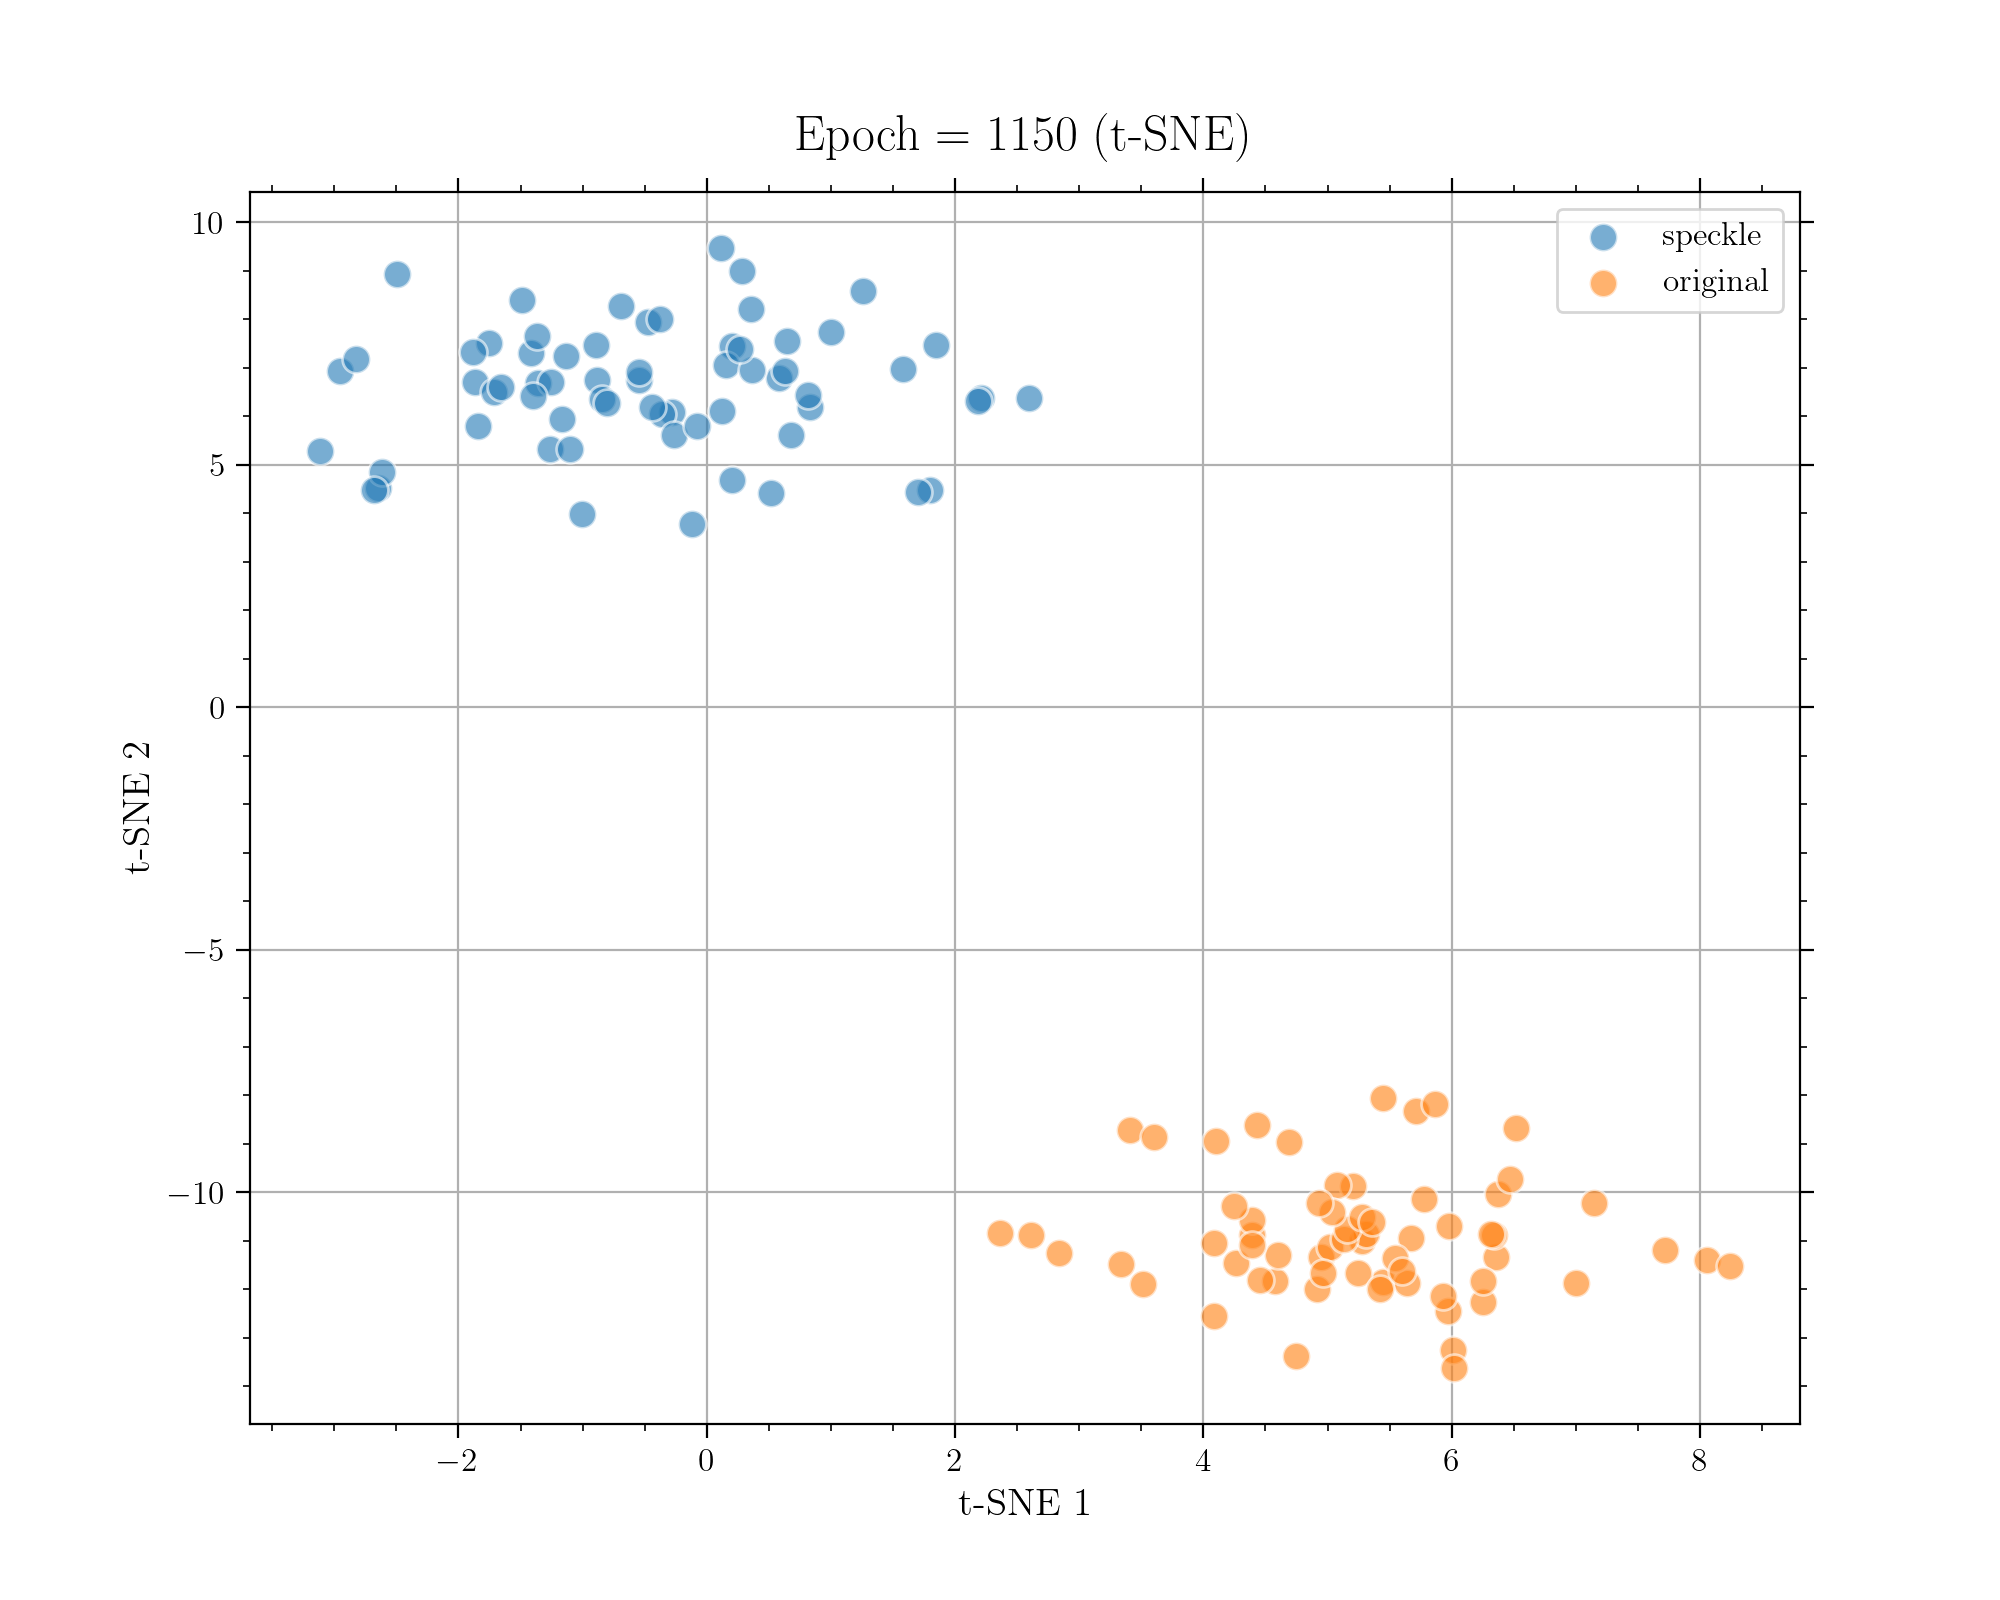 Epoch = 1150 (t-SNE)
speckle
original
10
5
0
−5
−10
t-SNE 2
−2 0 2 4 6 8
t-SNE 1